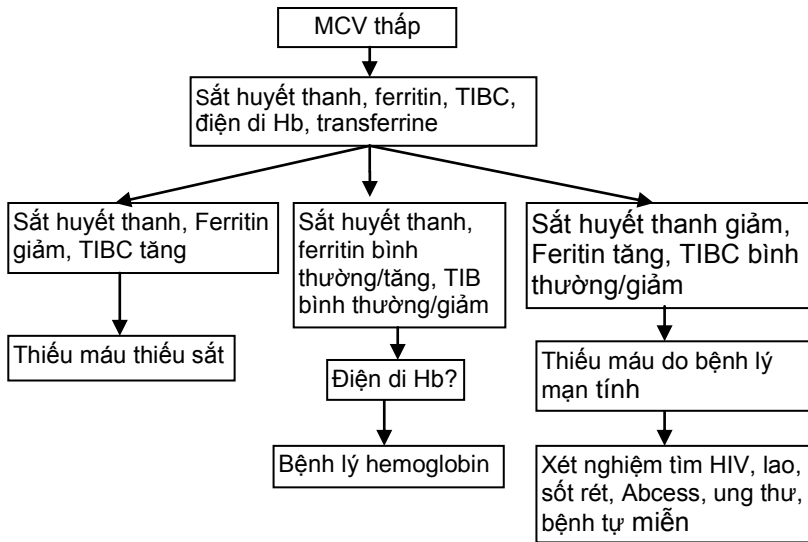 MCV thấp
Sắt huyết thanh, ferritin, TIBC,
điện di Hb, transferrine
Sắt huyết thanh, Ferritin
giảm, TIBC tăng
Sắt huyết thanh,
ferritin bình
thường/tăng, TIB
bình thường/giảm
Sắt huyết thanh giảm,
Feritin tăng, TIBC bình
thường/giảm
Thiếu máu thiếu sắt
Điện di Hb?
Thiếu máu do bệnh lý
mạn tính
Bệnh lý hemoglobin
Xét nghiệm tìm HIV, lao,
sốt rét, Abcess, ung thư,
bệnh tự miễn